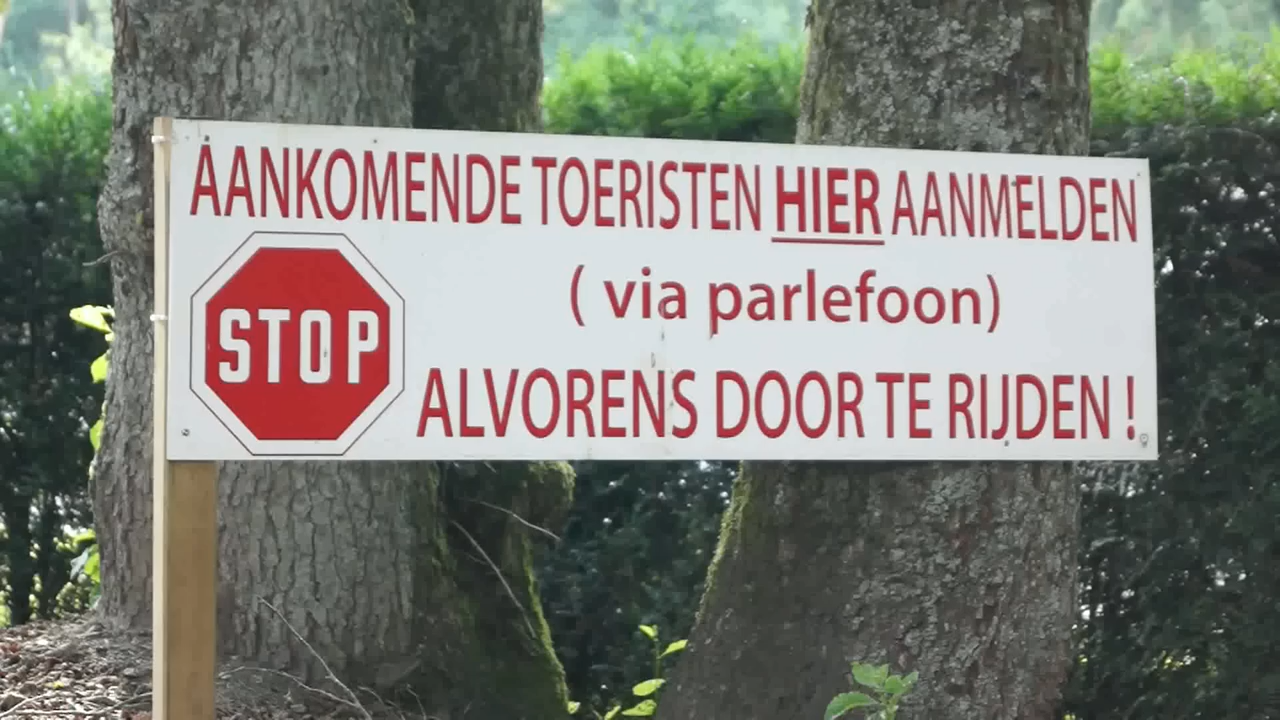 AANKOMENDE TOERISTEN HIER AANMELDEN
( via parlefoon)
STOP
ALVORENS DOOR TE RIJDEN !